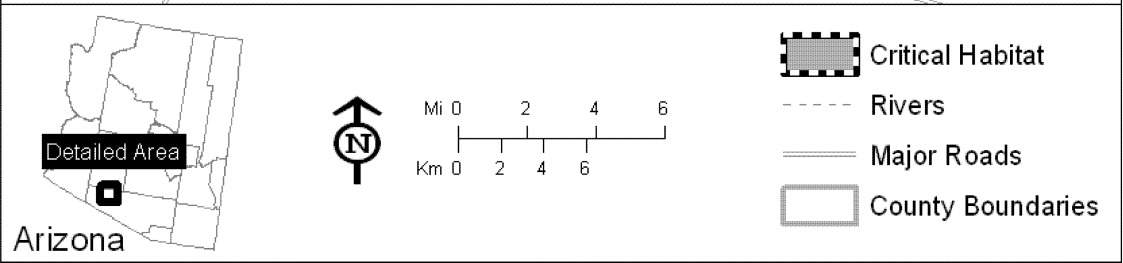 Detailed Area
Arizona
N
Mi 0 2 4 6
Km 0 2 4 6
Critical Habitat
Rivers
Major Roads
County Boundaries